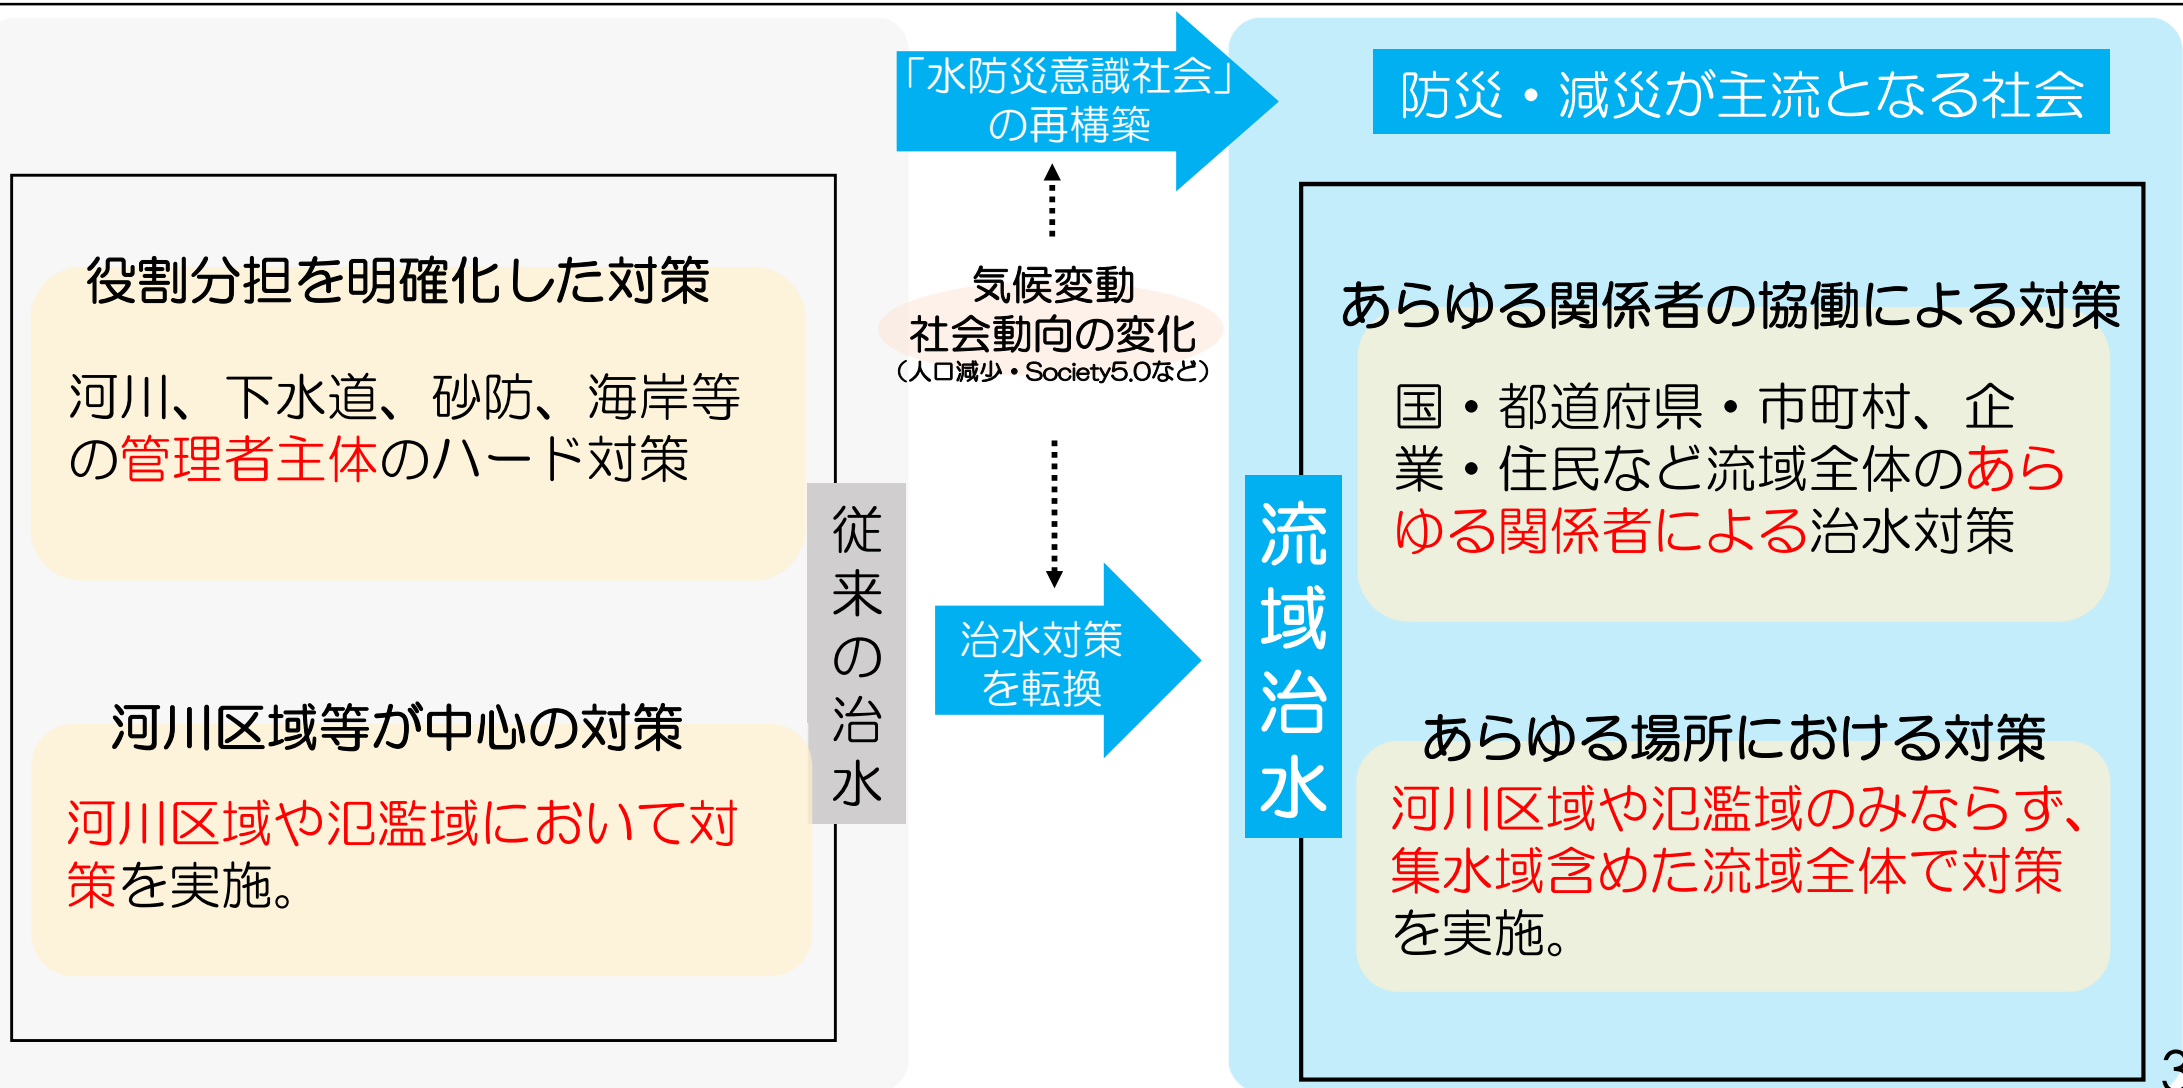 「水防災意識社会」
の再構築
防災・減災が主流となる社会
役割分担を明確化した対策
河川、下水道、砂防、海岸等
の管理者主体のハード対策
河川区域等が中心の対策
河川区域や氾濫域において対
策を実施。
従来の治水
気候変動
社会動向の変化
（人口減少・Society5.0など）
治水対策
を転換
流域治水
あらゆる関係者の協働による対策
国・都道府県・市町村、企
業・住民など流域全体のあら
ゆる関係者による治水対策
あらゆる場所における対策
河川区域や氾濫域のみならず、
集水域含めた流域全体で対策
を実施。
3